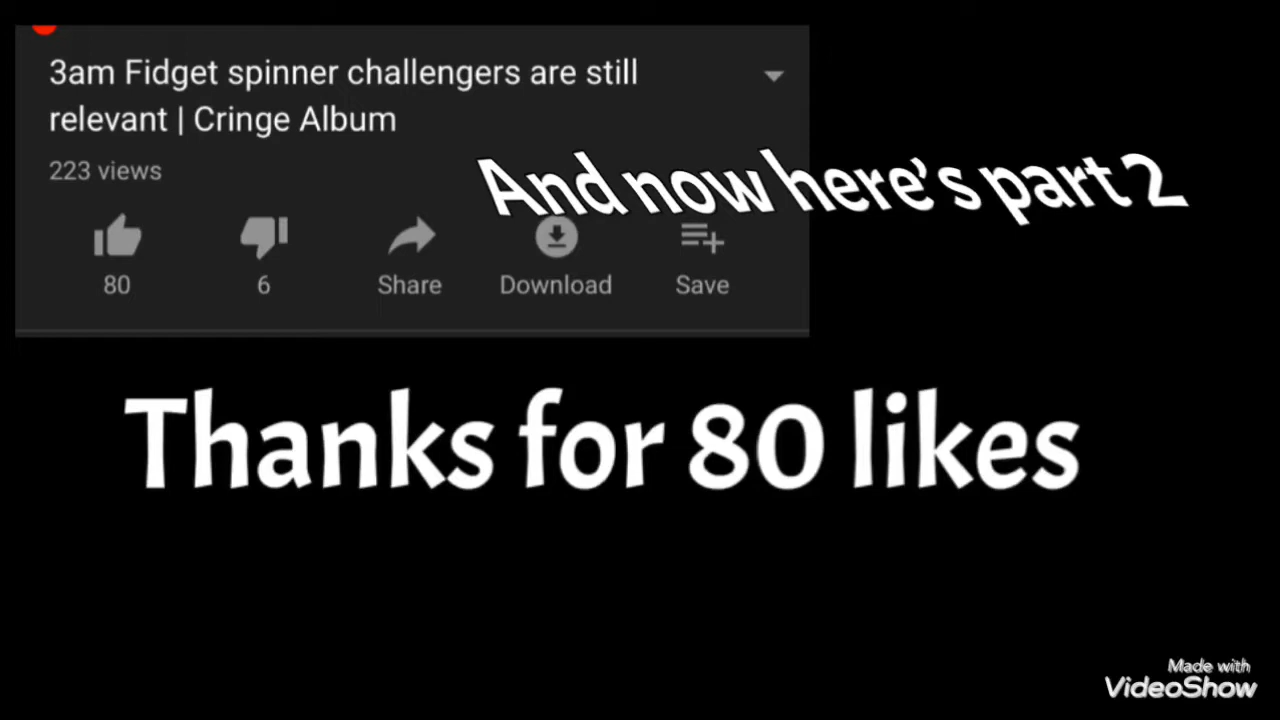 3am Fidget spinner challengers are still
relevant | Cringe Album
223 views
And now here's part 2
80
6
Share
Download
Save
Thanks for 80 likes
Made with
VideoShow